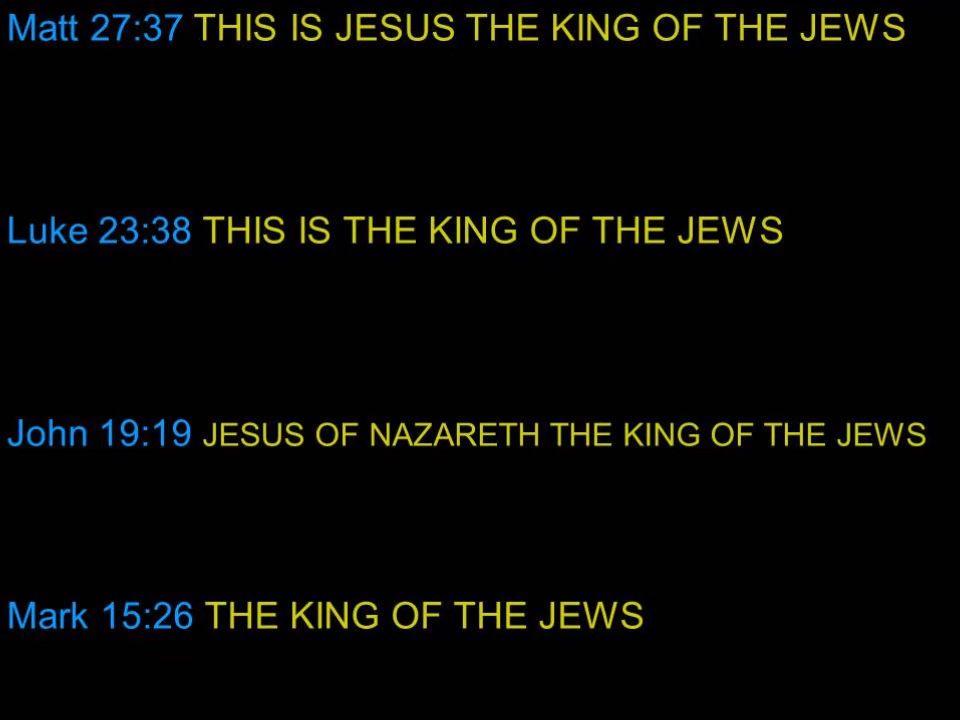 Matt 27:37 THIS IS JESUS THE KING OF THE JEWS
Luke 23:38 THIS IS THE KING OF THE JEWS
John 19:19 JESUS OF NAZARETH THE KING OF THE JEWS
Mark 15:26 THE KING OF THE JEWS